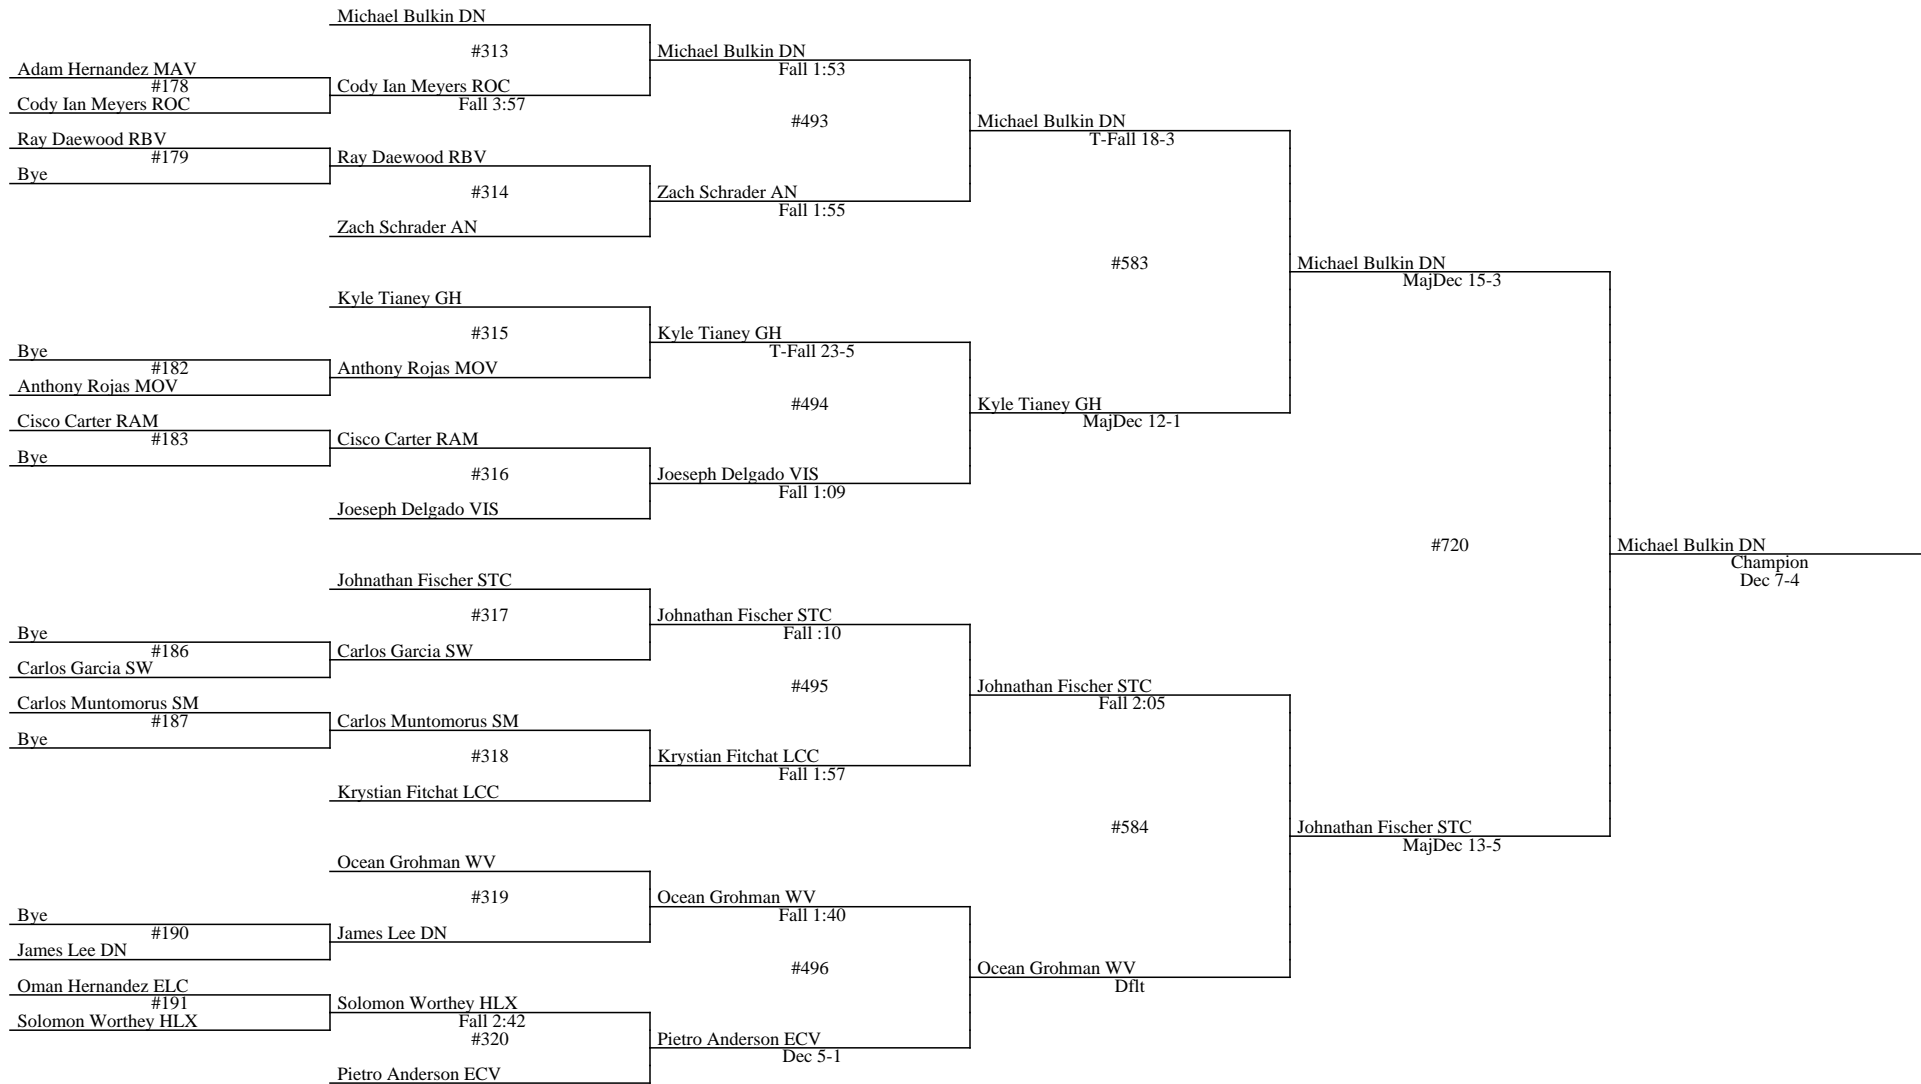 Michael Bulkin DN
#313
Michael Bulkin DN
Fall 1:53
Adam Hernandez MAV
#178
Cody Ian Meyers ROC
Cody Ian Meyers ROC
Fall 3:57
#493
Michael Bulkin DN
T-Fall 18-3
Ray Daewood RBV
#179
Bye
Ray Daewood RBV
#314
Zach Schrader AN
Fall 1:55
Zach Schrader AN
#583
Michael Bulkin DN
MajDec 15-3
Kyle Tianey GH
#315
Kyle Tianey GH
T-Fall 23-5
Bye
#182
Anthony Rojas MOV
Anthony Rojas MOV
#494
Kyle Tianey GH
MajDec 12-1
Cisco Carter RAM
#183
Bye
Cisco Carter RAM
#316
Joeseph Delgado VIS
Fall 1:09
Joeseph Delgado VIS
#720
Michael Bulkin DN
Champion
Dec 7-4
Johnathan Fischer STC
#317
Johnathan Fischer STC
Fall :10
Bye
#186
Carlos Garcia SW
Carlos Garcia SW
#495
Johnathan Fischer STC
Fall 2:05
Carlos Muntomorus SM
#187
Bye
Carlos Muntomorus SM
#318
Krystian Fitchat LCC
Fall 1:57
Krystian Fitchat LCC
#584
Johnathan Fischer STC
MajDec 13-5
Ocean Grohman WV
#319
Ocean Grohman WV
Fall 1:40
Bye
#190
James Lee DN
James Lee DN
#496
Ocean Grohman WV
Dflt
Oman Hernandez ELC
#191
Solomon Worthey HLX
Solomon Worthey HLX
Fall 2:42
#320
Pietro Anderson ECV
Dec 5-1
Pietro Anderson ECV